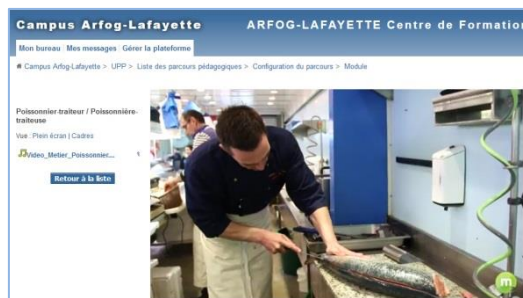 Campus Arfog-Lafayette
ARFOG-LAFAYETTE Centre de Formation
Mon bureau Mes messages Gérer la plateforme
Campus Arfog-Lafayette > UPP > Liste des parcours pédagogiques > Configuration du parcours > Module
Poissonnier-traiteur / Poissonnière-
traiteuse
Vue : Plein écran | Cadres
Video_Metier_Poissonnier...
Retour à la liste
m